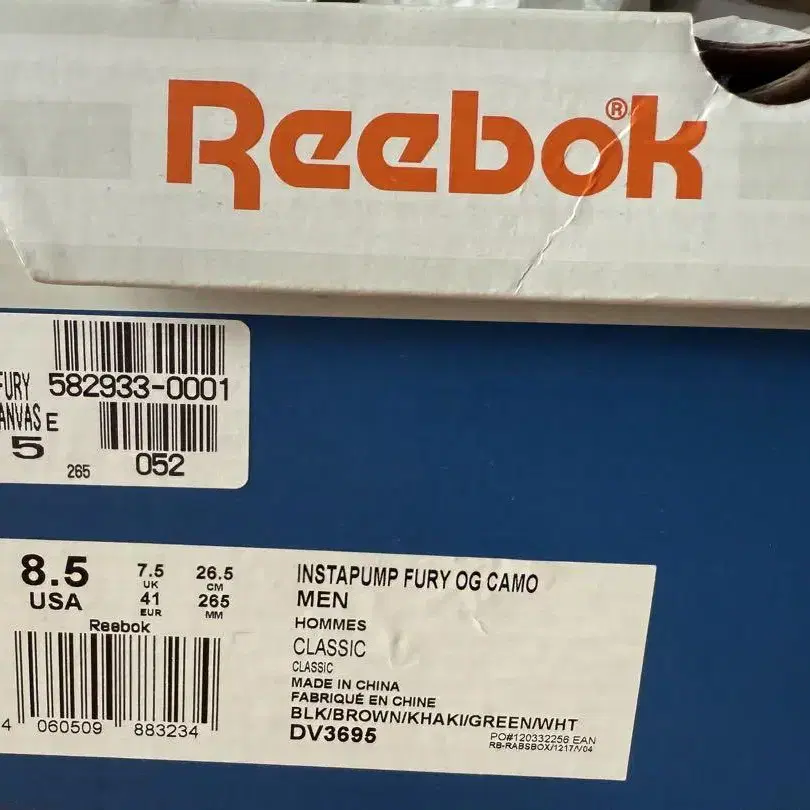 Reebok®
FURY 582933-0001
ANVAS E
5 265 052
8.5 7.5 26.5
UK CM
USA 41 265
EUR MM
Reebok
4 060509 883234
INSTAPUMP FURY OG CAMO
MEN
HOMMES
CLASSIC
CLASSIC
MADE IN CHINA
FABRIQUÉ EN CHINE
BLK/BROWN/KHAKI/GREEN/WHT
DV3695
PO#120332256 EAN
RB-RABSBOX/1217/V04